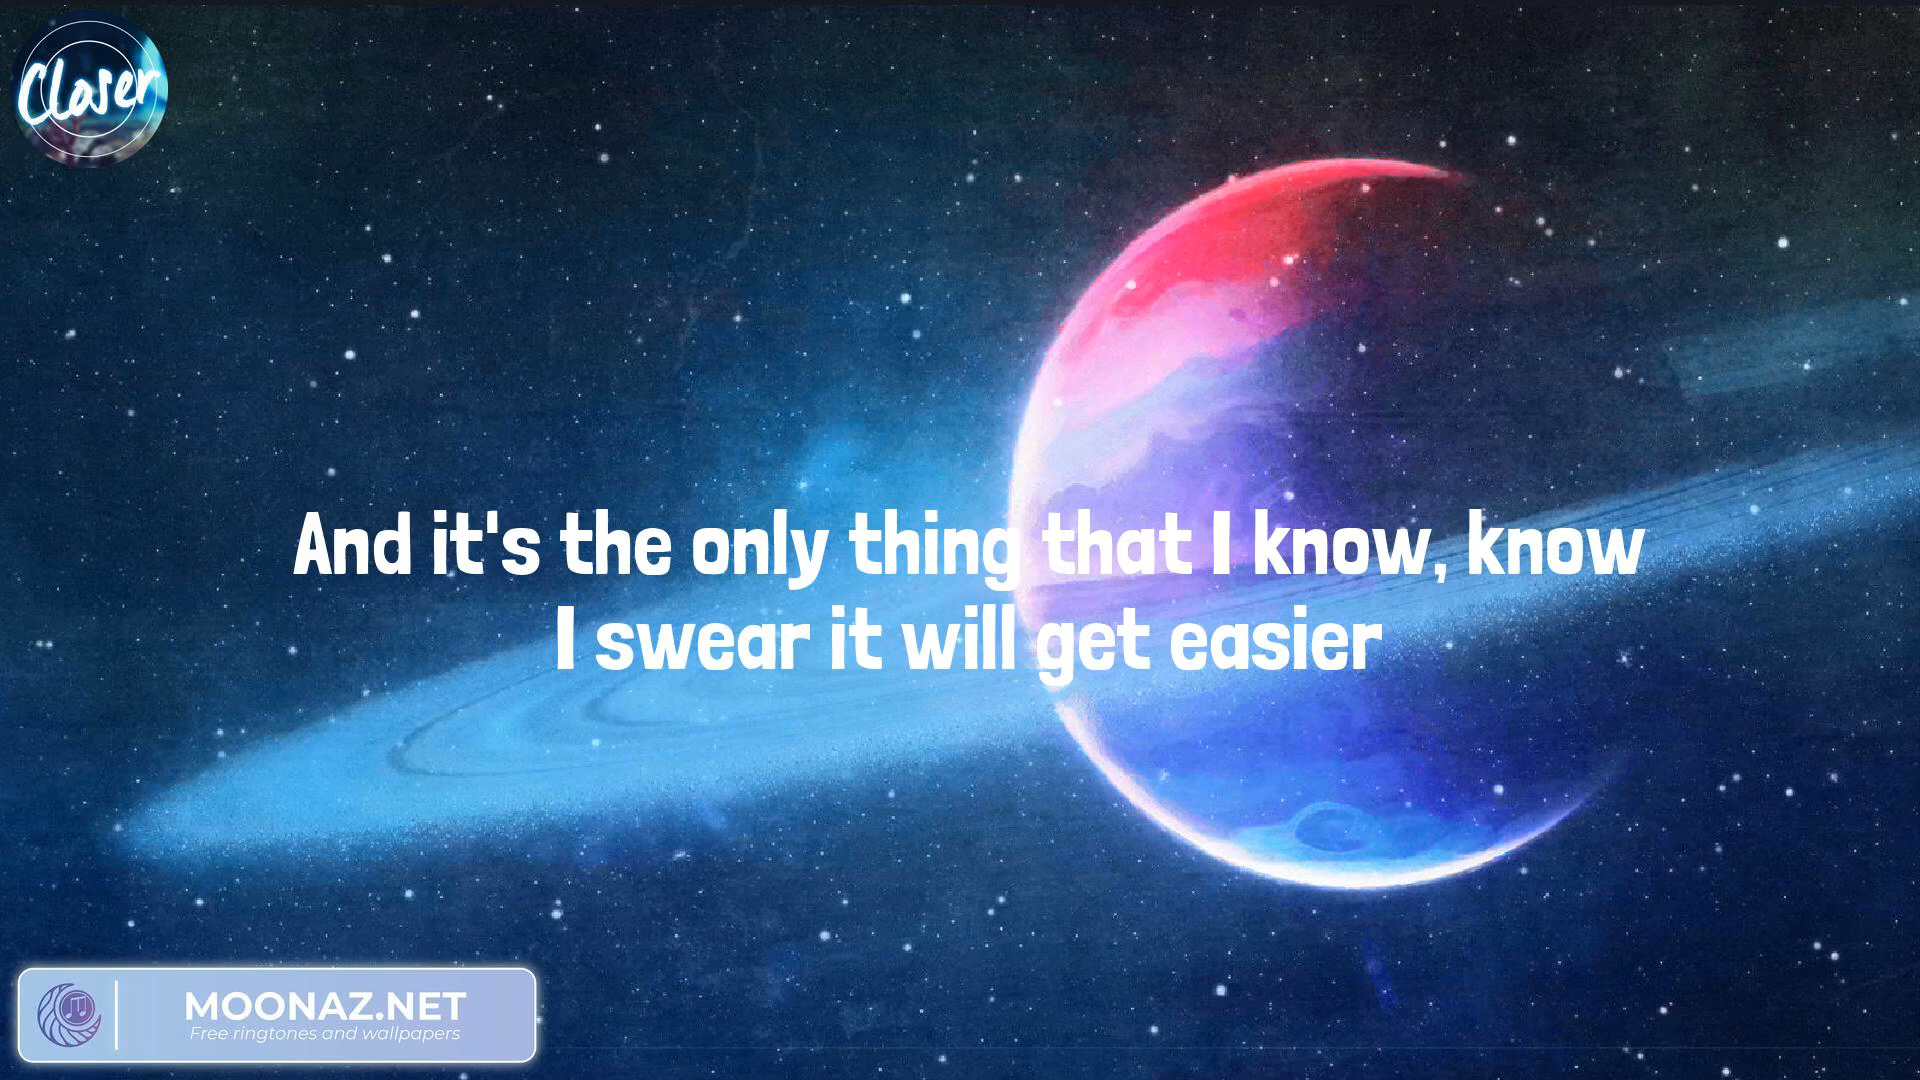 Closer
And it's the only thing that I know, know
I swear it will get easier
MOONAZ.NET
Free ringtones and wallpapers